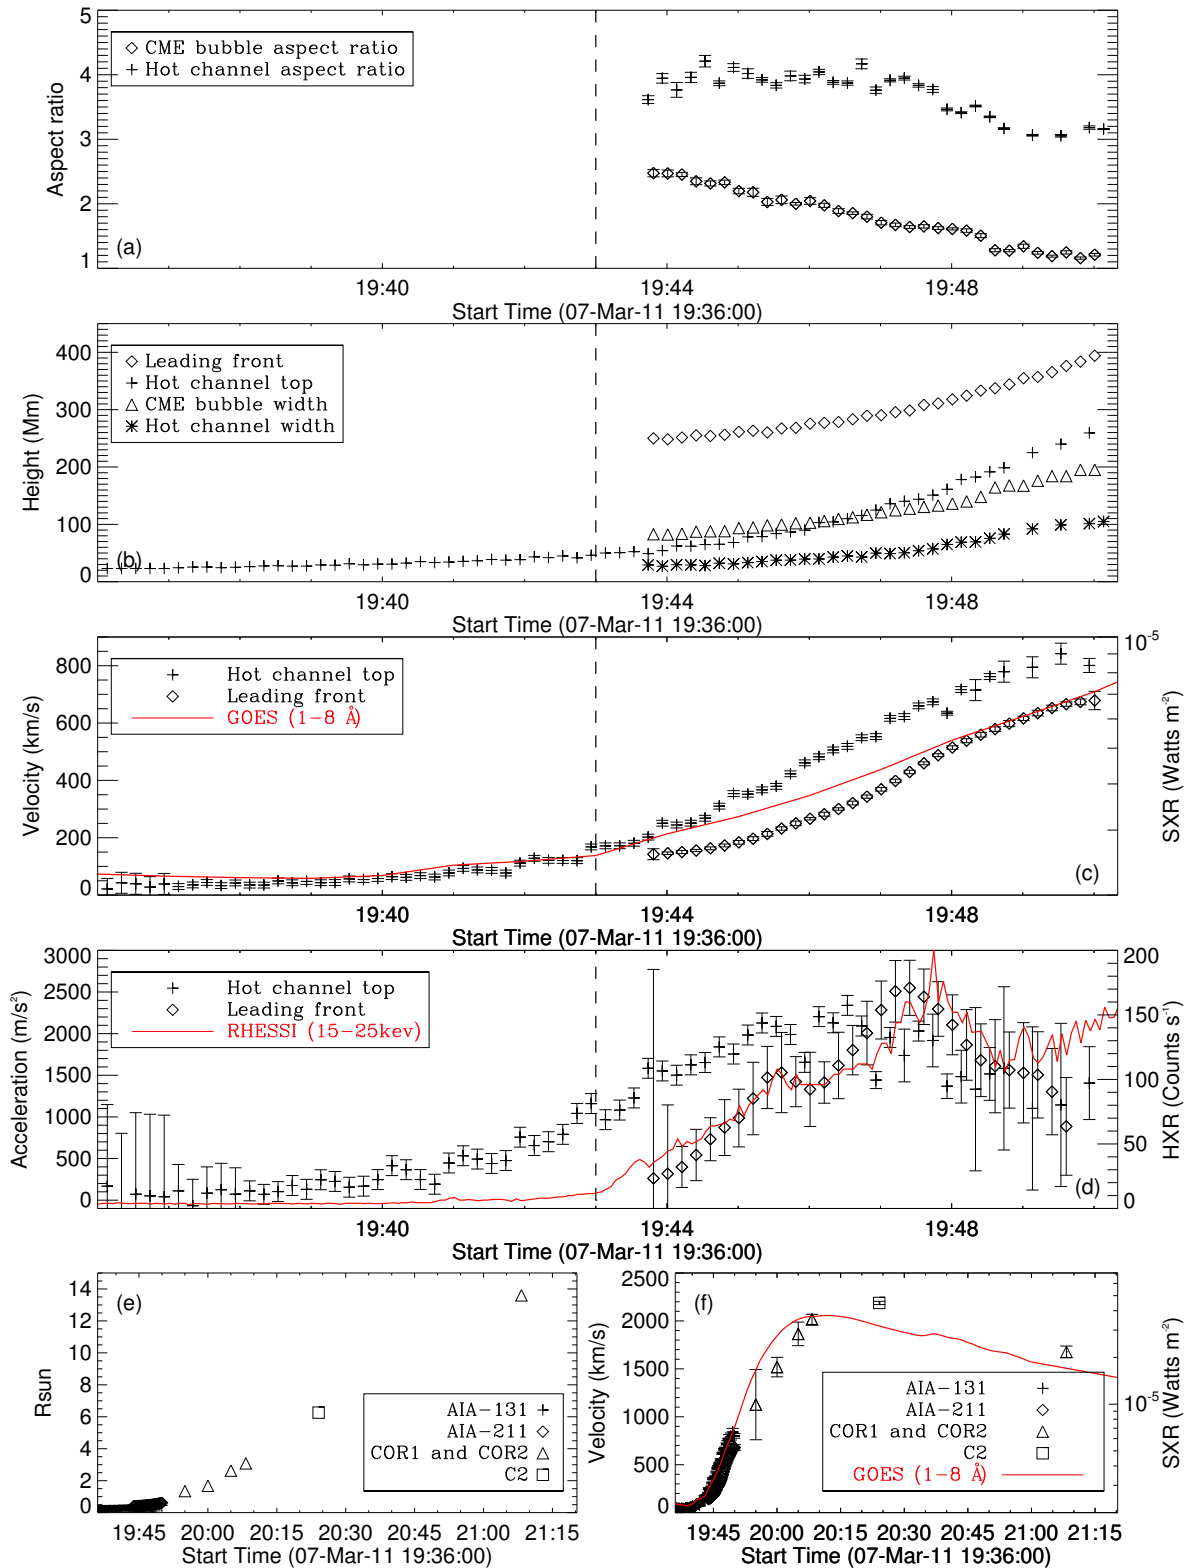 5
4
3
2
1
Aspect ratio
CME bubble aspect ratio
Hot channel aspect ratio
(a)
19:40 19:44 19:48
Start Time (07-Mar-11 19:36:00)
400
300
200
100
0
Height (Mm)
Leading front
Hot channel top
CME bubble width
Hot channel width
(b)
19:40 19:44 19:48
Start Time (07-Mar-11 19:36:00)
800
600
400
200
0
Velocity (km/s)
Hot channel top
Leading front
GOES (1-8 Å)
10-5
SXR (Watts m-2)
(c)
19:40 19:44 19:48
Start Time (07-Mar-11 19:36:00)
3000
2500
2000
1500
1000
500
0
Acceleration (m/s2)
Hot channel top
Leading front
RHESSI (15-25kev)
200
150
100
50
0
HXR (Counts s-1)
(d)
19:40 19:44 19:48
Start Time (07-Mar-11 19:36:00)
14
12
10
8
6
4
2
0
Rsun
(e)
AIA-131
AIA-211
COR1 and COR2
C2
19:45 20:00 20:15 20:30 20:45 21:00 21:15
Start Time (07-Mar-11 19:36:00)
2500
2000
1500
1000
500
0
Velocity (km/s)
(f)
AIA-131
AIA-211
COR1 and COR2
C2
GOES (1-8 Å)
10-5
SXR (Watts m-2)
19:45 20:00 20:15 20:30 20:45 21:00 21:15
Start Time (07-Mar-11 19:36:00)